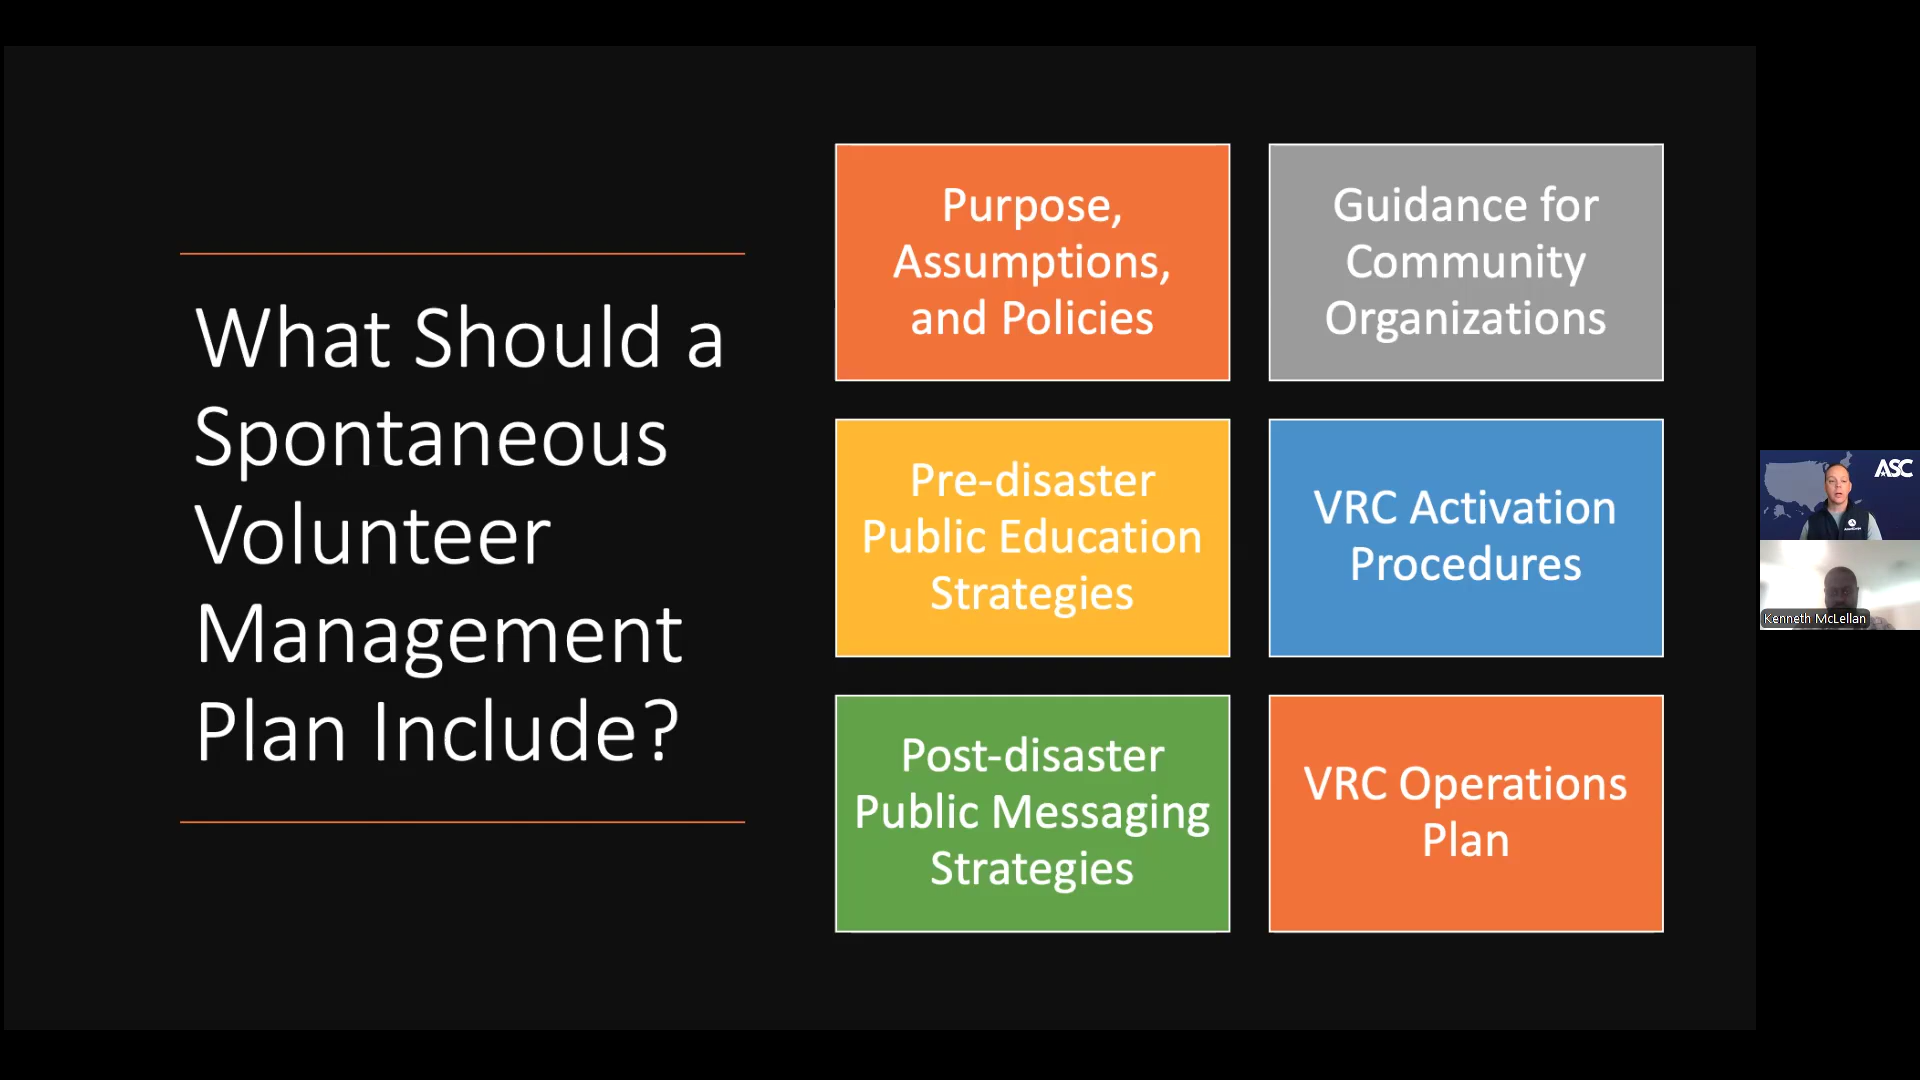 What Should a
Spontaneous
Volunteer
Management
Plan Include?
Purpose,
Assumptions,
and Policies
Guidance for
Community
Organizations
Pre-disaster
Public Education
Strategies
VRC Activation
Procedures
Post-disaster
Public Messaging
Strategies
VRC Operations
Plan
ASC
Kenneth McLellan